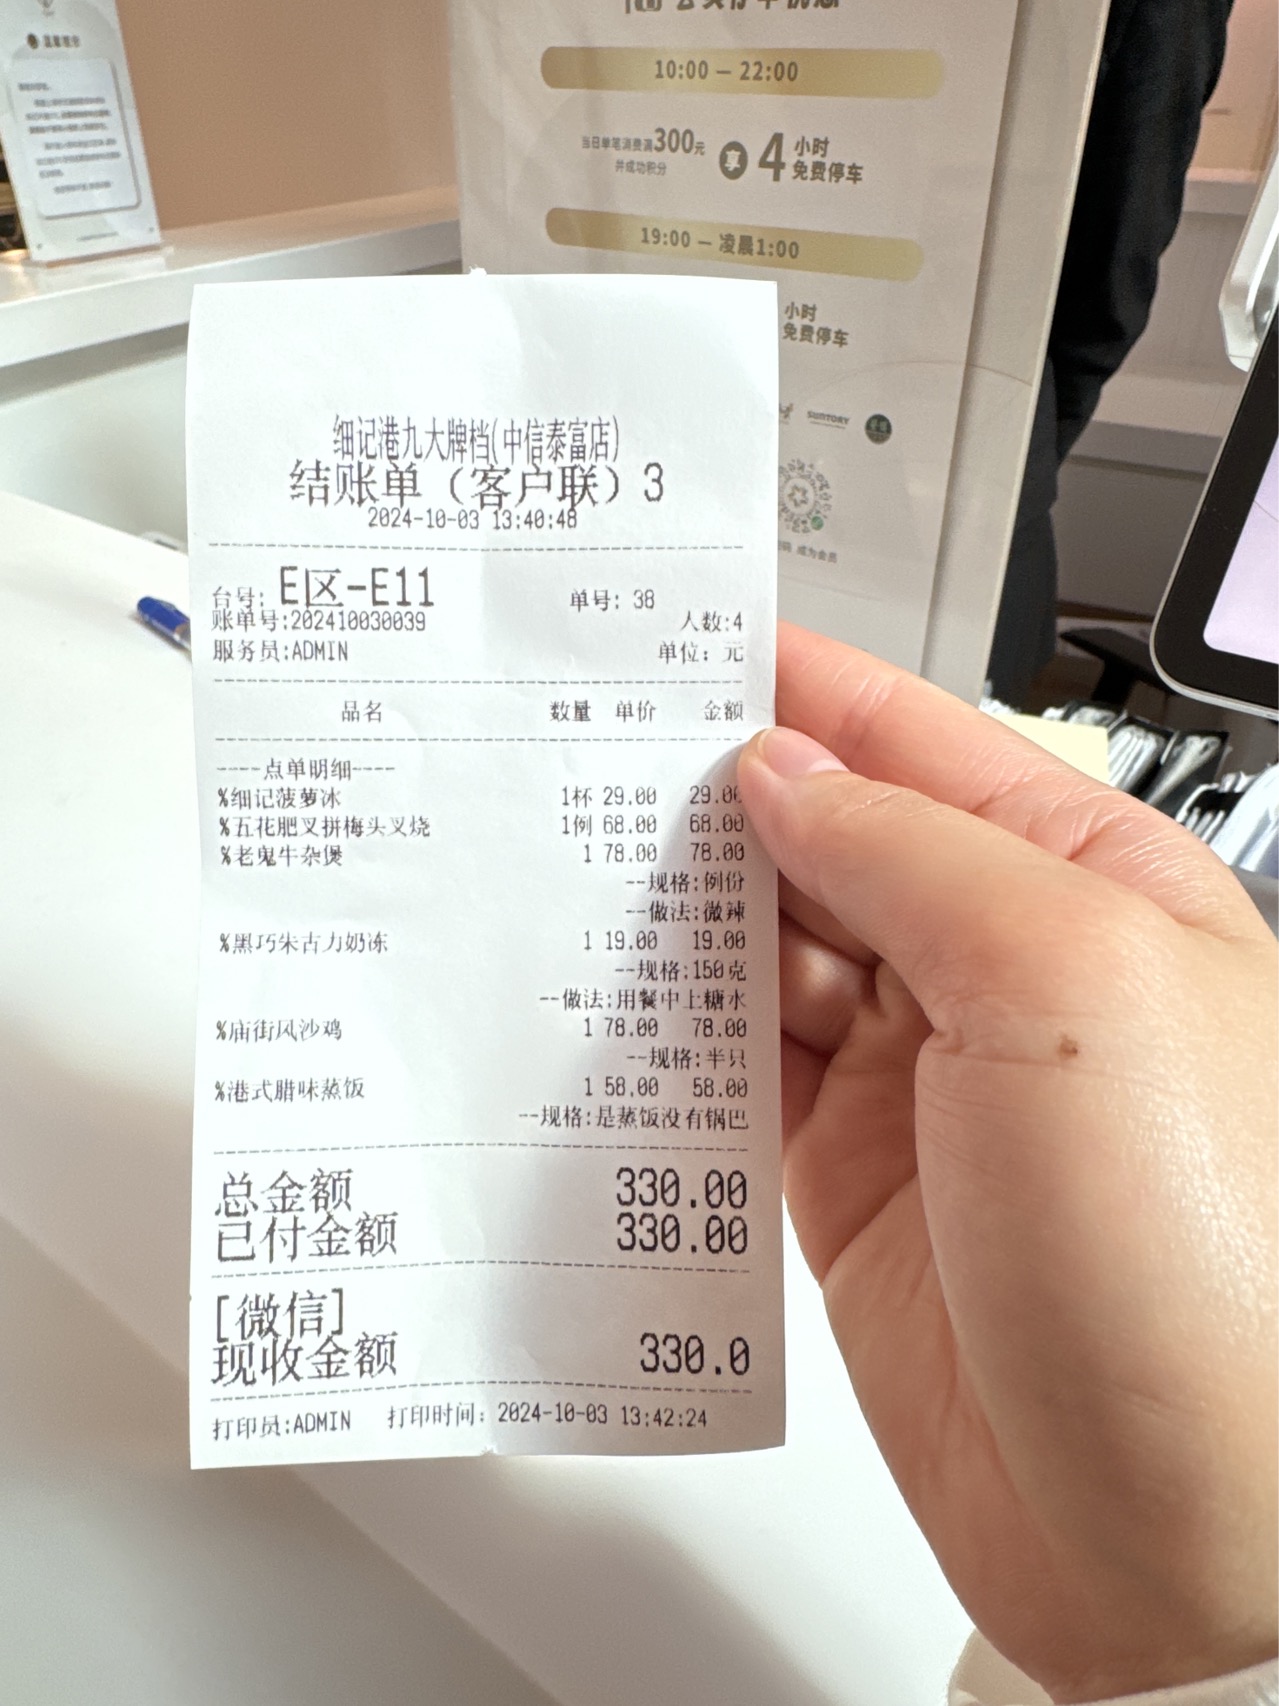 10:00 — 22:00
当日单笔消费满300元
并成功积分
享
4
小时
免费停车
19:00 — 凌晨1:00
小时
免费停车
SUNTORY
成为会员
细记港九大牌档(中信泰富店)
结账单（客户联）3
2024-10-03 13:40:48
台号: E区-E11 单号: 38
账单号:202410030039 人数:4
服务员:ADMIN 单位: 元
品名 数量 单价 金额
----点单明细----
%细记菠萝冰 1杯 29.00 29.00
%五花肥叉拼梅头叉烧 1例 68.00 68.00
%老鬼牛杂煲 1 78.00 78.00
--规格:例份
--做法:微辣
%黑巧朱古力奶冻 1 19.00 19.00
--规格:150克
--做法:用餐中上糖水
%庙街风沙鸡 1 78.00 78.00
--规格:半只
%港式腊味蒸饭 1 58.00 58.00
--规格:是蒸饭没有锅巴
总金额 330.00
已付金额 330.00
[微信]
现收金额 330.0
打印员:ADMIN 打印时间: 2024-10-03 13:42:24